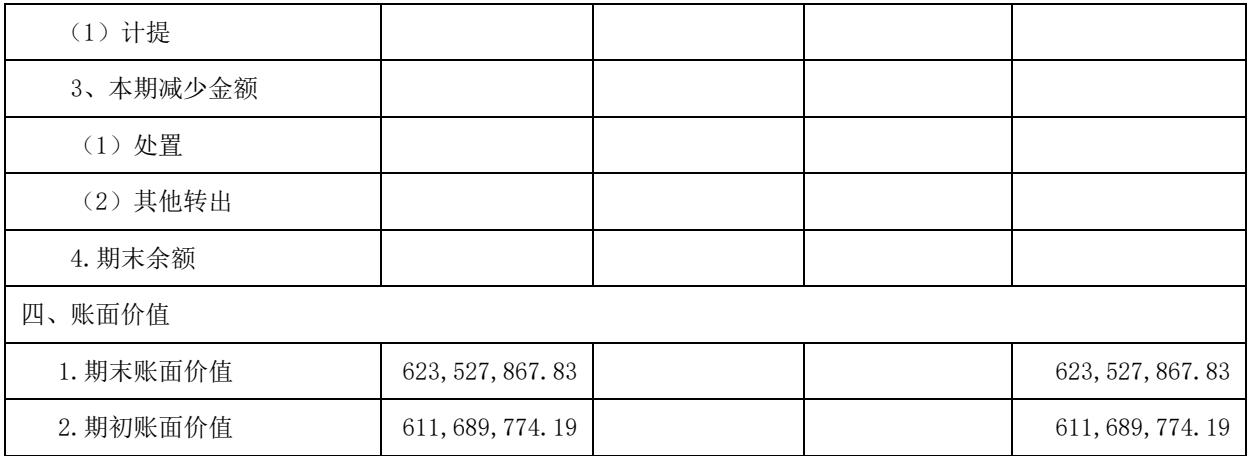 （1）计提
3、本期减少金额
（1）处置
（2）其他转出
4.期末余额
四、账面价值
1.期末账面价值 623,527,867.83 623,527,867.83
2.期初账面价值 611,689,774.19 611,689,774.19